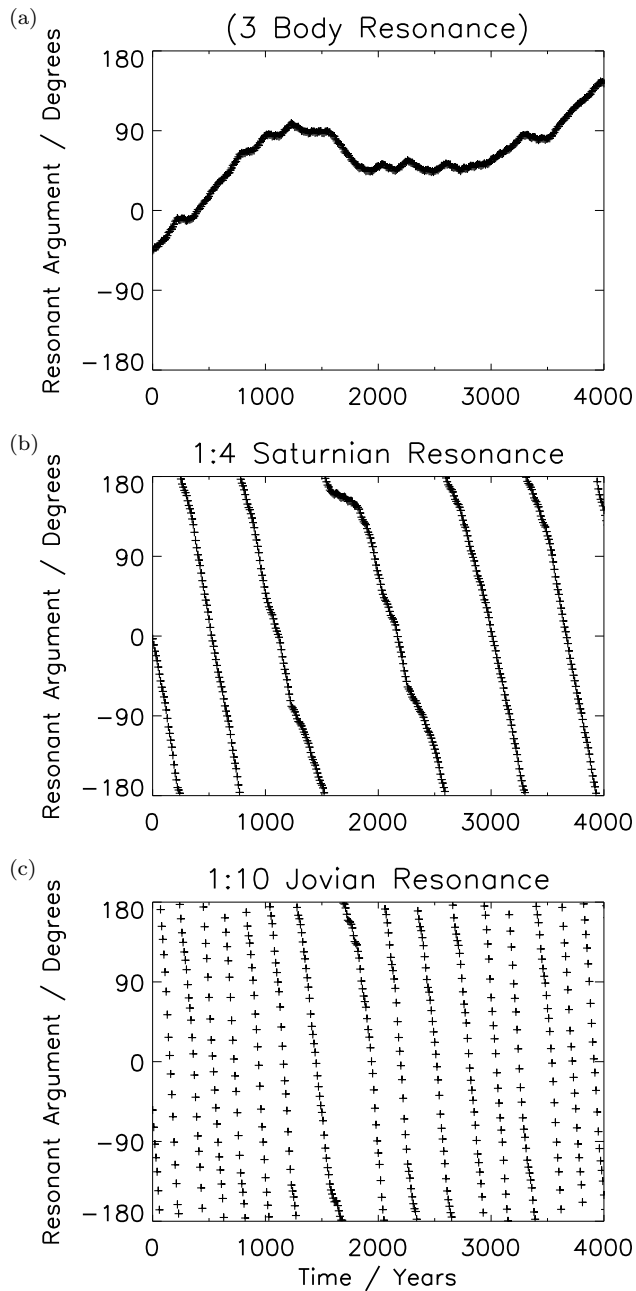 (a)
(3 Body Resonance)
Resonant Argument / Degrees
180
90
0
−90
−180
0 1000 2000 3000 4000
(b)
1:4 Saturnian Resonance
Resonant Argument / Degrees
180
90
0
−90
−180
0 1000 2000 3000 4000
(c)
1:10 Jovian Resonance
Resonant Argument / Degrees
180
90
0
−90
−180
0 1000 2000 3000 4000
Time / Years